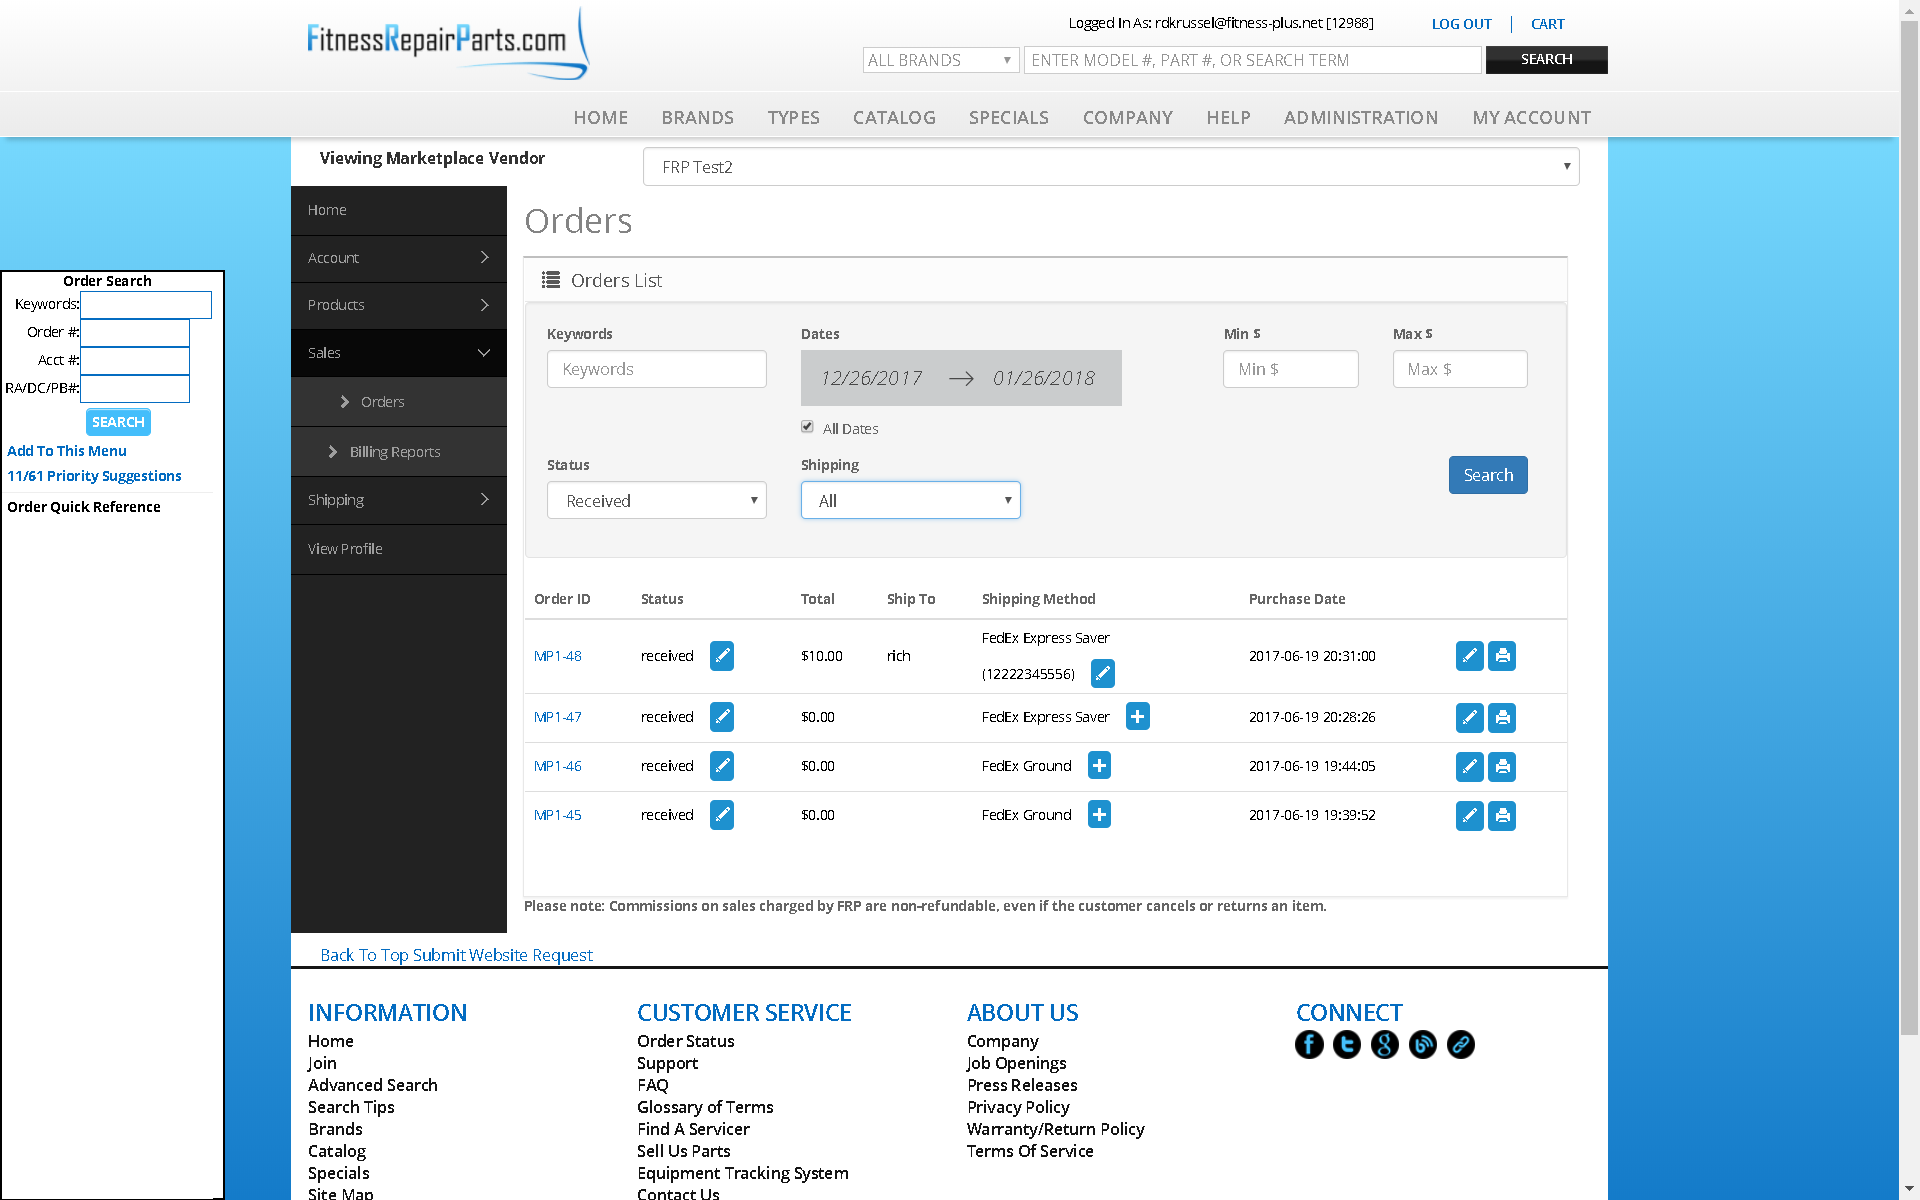 FitnessRepairParts.com
Logged In As: rdkrussel@fitness-plus.net [12988]
LOG OUT
CART
ALL BRANDS
ENTER MODEL #, PART #, OR SEARCH TERM
SEARCH
HOME
BRANDS
TYPES
CATALOG
SPECIALS
COMPANY
HELP
ADMINISTRATION
MY ACCOUNT
Viewing Marketplace Vendor
FRP Test2
Home
Account
Products
Sales
Orders
Billing Reports
Shipping
View Profile
Order Search
Keywords:
Order #:
Acct #:
RA/DC/PB#:
SEARCH
Add To This Menu
11/61 Priority Suggestions
Order Quick Reference
Orders
Orders List
Keywords
Dates
Min $
Max $
Keywords
12/26/2017
01/26/2018
Min $
Max $
All Dates
Status
Shipping
Received
All
Search
Order ID
Status
Total
Ship To
Shipping Method
Purchase Date
MP1-48
received
$10.00
rich
FedEx Express Saver
(12222345556)
2017-06-19 20:31:00
MP1-47
received
$0.00
FedEx Express Saver
2017-06-19 20:28:26
MP1-46
received
$0.00
FedEx Ground
2017-06-19 19:44:05
MP1-45
received
$0.00
FedEx Ground
2017-06-19 19:39:52
Please note: Commissions on sales charged by FRP are non-refundable, even if the customer cancels or returns an item.
Back To Top Submit Website Request
INFORMATION
Home
Join
Advanced Search
Search Tips
Brands
Catalog
Specials
Site Map
CUSTOMER SERVICE
Order Status
Support
FAQ
Glossary of Terms
Find A Servicer
Sell Us Parts
Equipment Tracking System
Contact Us
ABOUT US
Company
Job Openings
Press Releases
Privacy Policy
Warranty/Return Policy
Terms Of Service
CONNECT